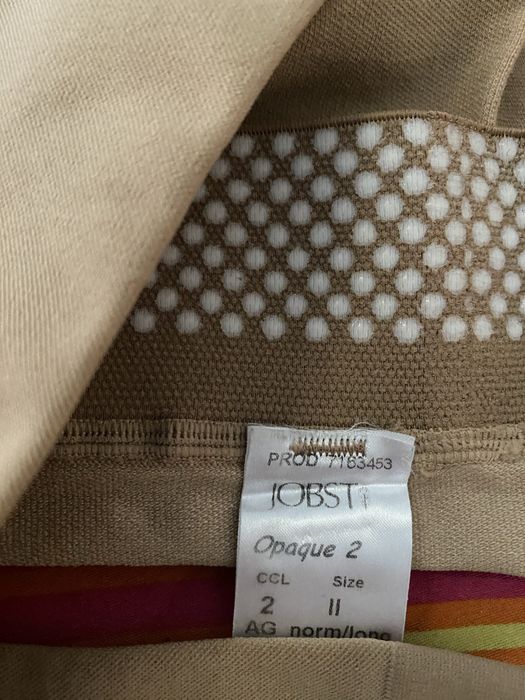 PROD 7163453
JOBST
Opaque 2
CCL Size
2 II
AG norm/long